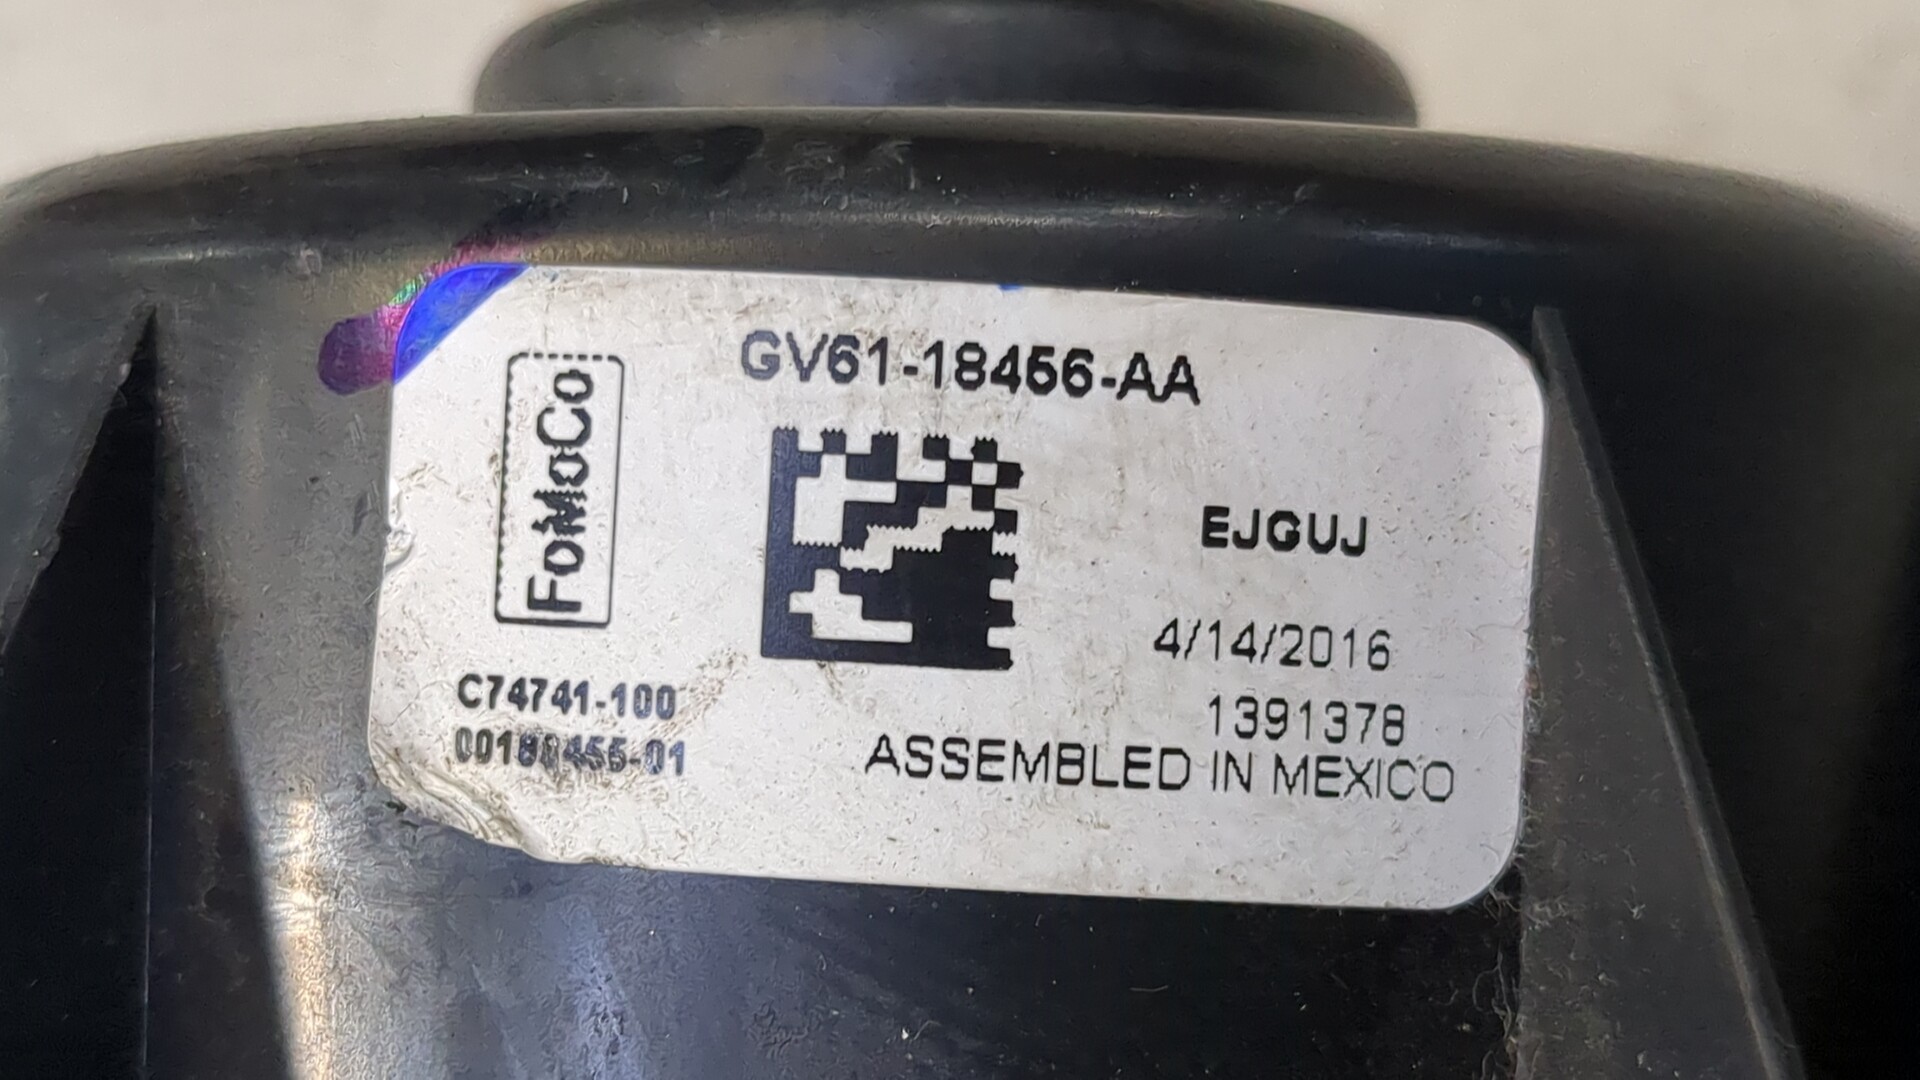 GV61-18456-AA
FoMoCo
EJGUJ
4/14/2016
C74741-100
1391378
ASSEMBLED IN MEXICO